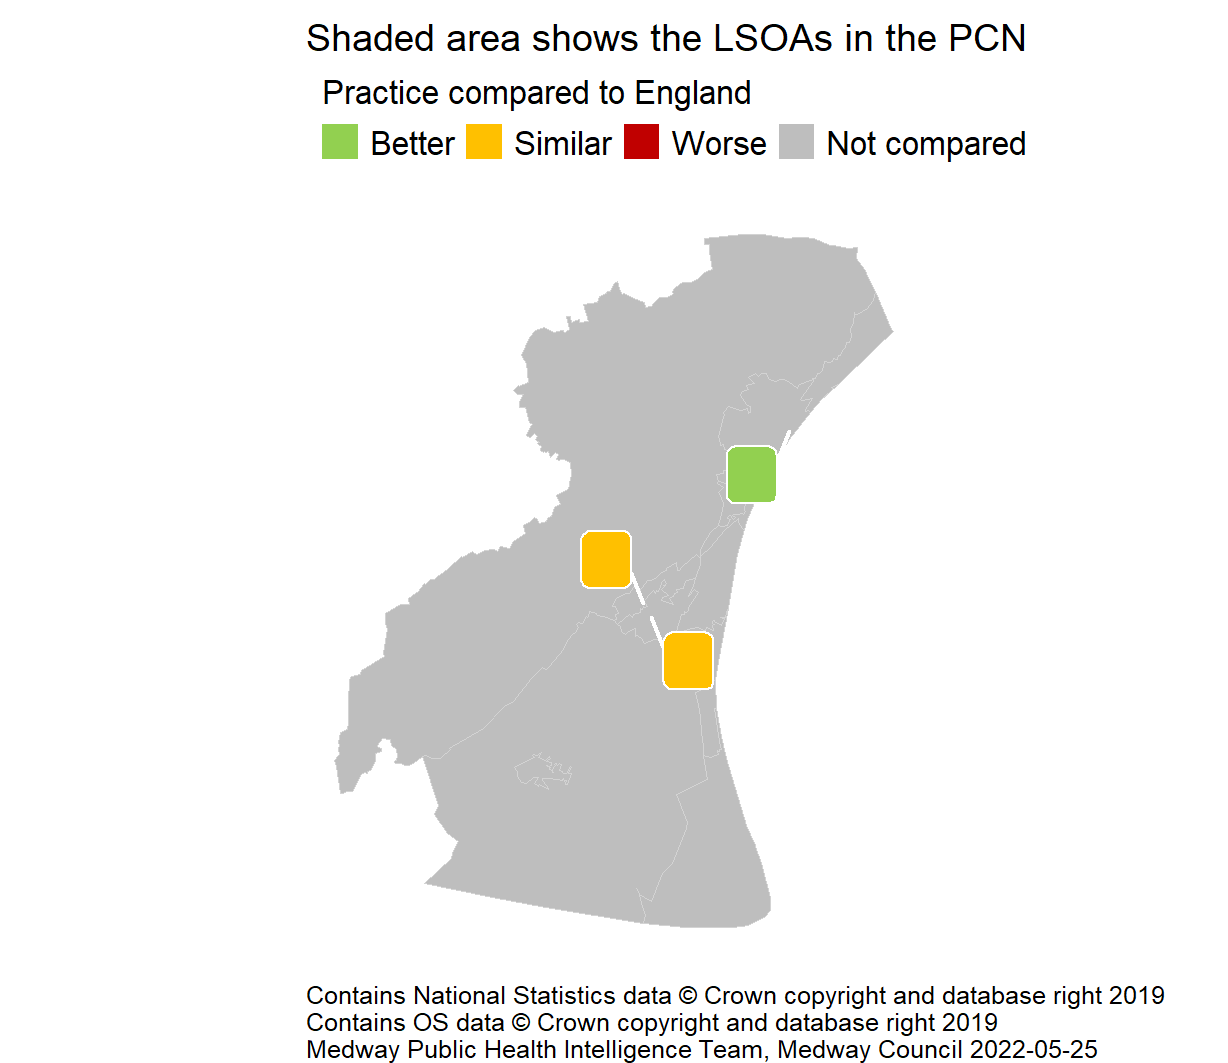 Shaded area shows the LSOAs in the PCN
Practice compared to England
Better Similar Worse Not compared
Contains National Statistics data © Crown copyright and database right 2019
Contains OS data © Crown copyright and database right 2019
Medway Public Health Intelligence Team, Medway Council 2022-05-25